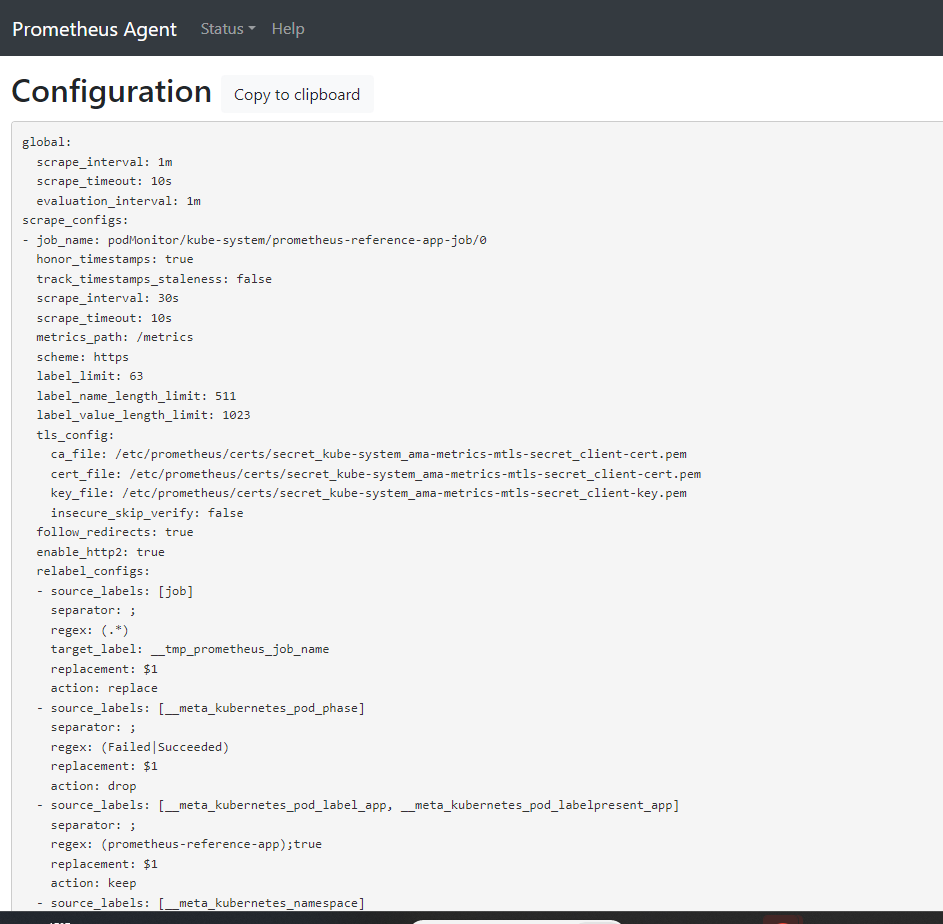 Prometheus Agent Status Help
Configuration Copy to clipboard
global:
  scrape_interval: 1m
  scrape_timeout: 10s
  evaluation_interval: 1m
scrape_configs:
- job_name: podMonitor/kube-system/prometheus-reference-app-job/0
  honor_timestamps: true
  track_timestamps_staleness: false
  scrape_interval: 30s
  scrape_timeout: 10s
  metrics_path: /metrics
  scheme: https
  label_limit: 63
  label_name_length_limit: 511
  label_value_length_limit: 1023
  tls_config:
    ca_file: /etc/prometheus/certs/secret_kube-system_ama-metrics-mtls-secret_client-cert.pem
    cert_file: /etc/prometheus/certs/secret_kube-system_ama-metrics-mtls-secret_client-cert.pem
    key_file: /etc/prometheus/certs/secret_kube-system_ama-metrics-mtls-secret_client-key.pem
    insecure_skip_verify: false
  follow_redirects: true
  enable_http2: true
  relabel_configs:
  - source_labels: [job]
    separator: ;
    regex: (.*)
    target_label: __tmp_prometheus_job_name
    replacement: $1
    action: replace
  - source_labels: [__meta_kubernetes_pod_phase]
    separator: ;
    regex: (Failed|Succeeded)
    replacement: $1
    action: drop
  - source_labels: [__meta_kubernetes_pod_label_app, __meta_kubernetes_pod_labelpresent_app]
    separator: ;
    regex: (prometheus-reference-app);true
    replacement: $1
    action: keep
  - source_labels: [__meta_kubernetes_namespace]